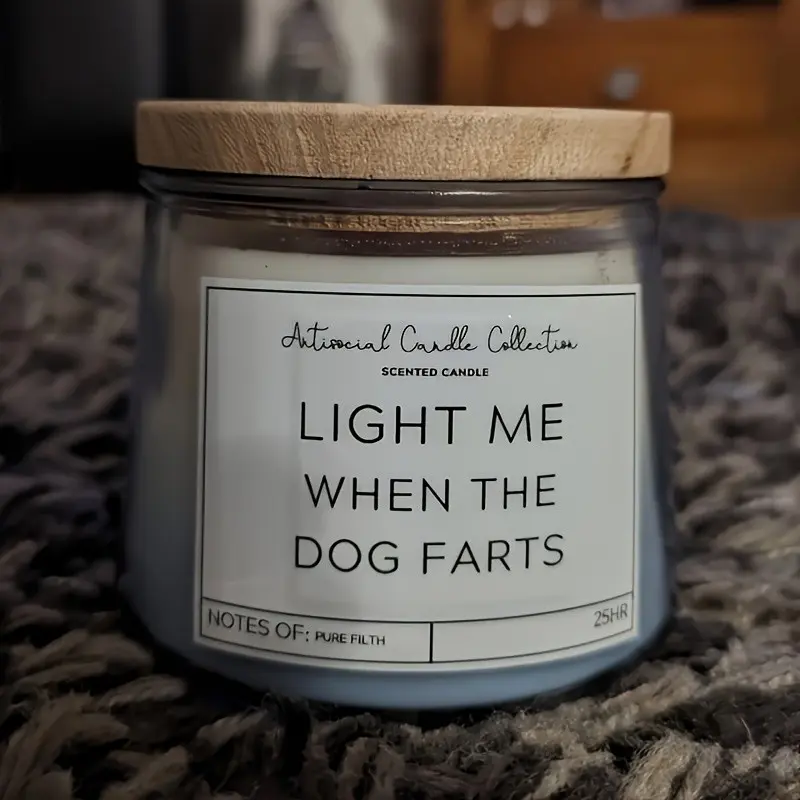 Antisocial Candle Collection
SCENTED CANDLE
LIGHT ME
WHEN THE
DOG FARTS
NOTES OF: PURE FILTH
25HR